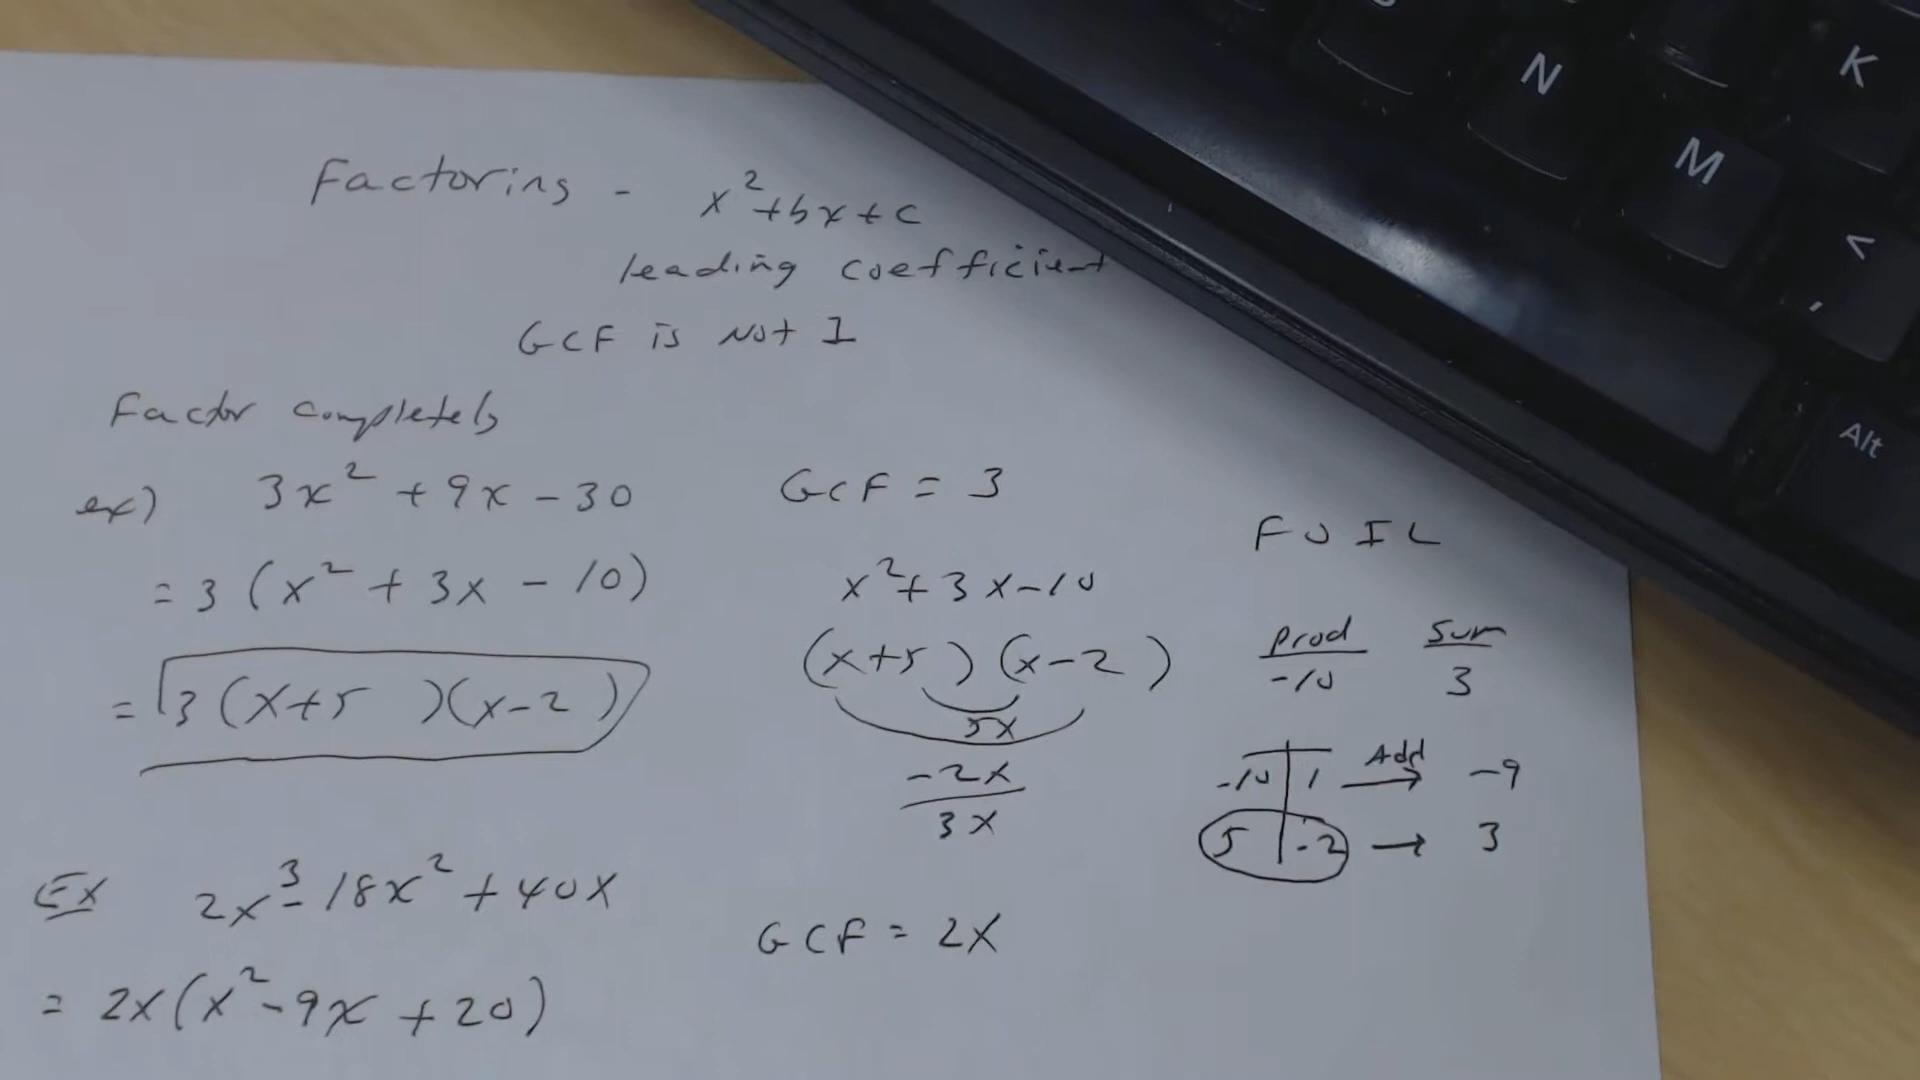 Factoring - x²+bx+c
leading coefficient
GCF is Not 1
Factor completely
ex) 3x² + 9x - 30
= 3 (x² + 3x - 10)
= 3 (x+5 )(x-2 )
GCF = 3
x²+3x-10
(x+5 ) (x-2 )
5x
-2x
3x
FOIL
Prod Sum
-10 3
-10 1 Add → -9
5 -2 → 3
EX 2x³ - 18x² + 40x
= 2x (x² - 9x + 20)
GCF = 2x
N
M
K
<
,
Alt